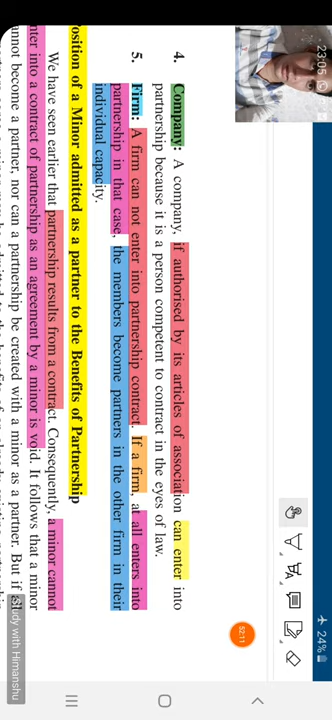 23:05
24%
4. Company: A company, if authorised by its articles of association can enter into
partnership because it is a person competent to contract in the eyes of law.
5. Firm: A firm can not enter into partnership contract. If a firm, at all enters into
partnership in that case, the members become partners in the other firm in their
individual capacity.
osition of a Minor admitted as a partner to the Benefits of Partnership
We have seen earlier that partnership results from a contract. Consequently, a minor cannot
nter into a contract of partnership as an agreement by a minor is void. It follows that a minor
annot become a partner, nor can a partnership be created with a minor as a partner. But if
Study with Himanshu
52:11